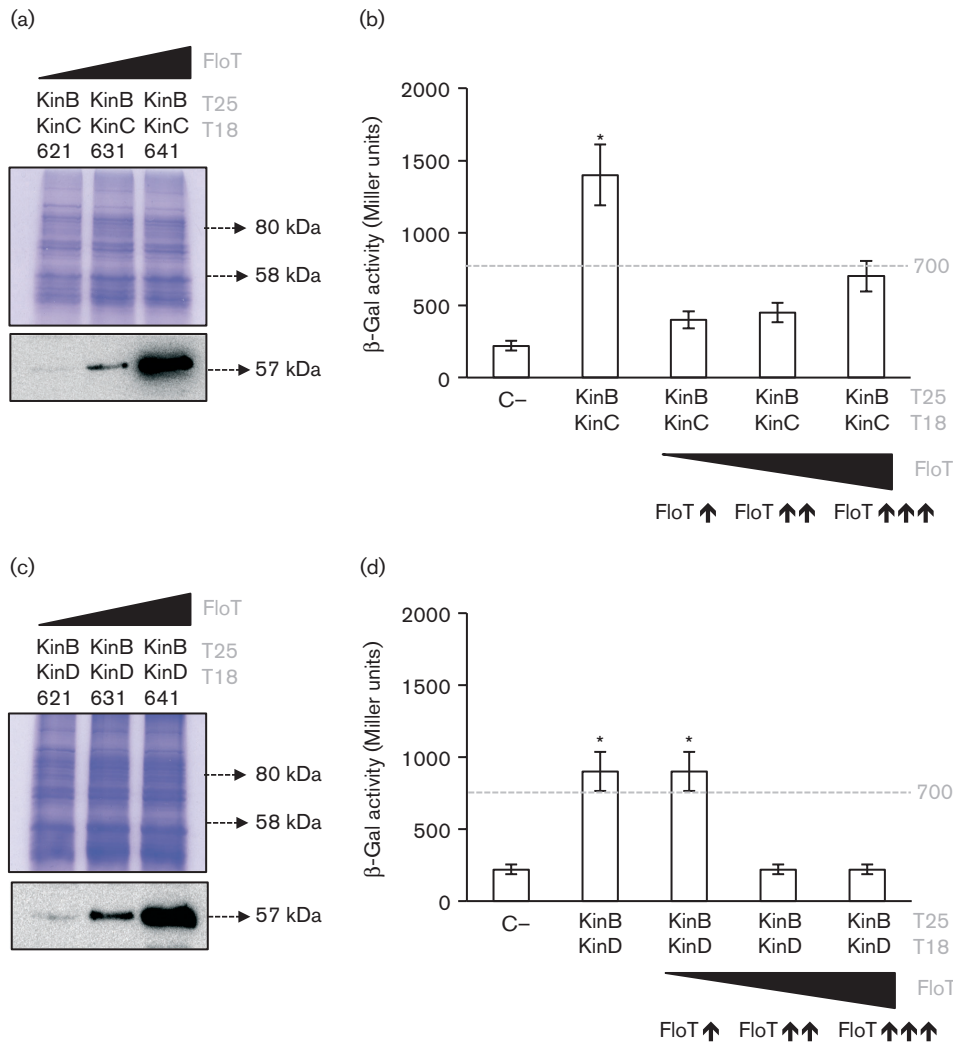 (a)
FloT
KinB KinB KinB T25
KinC KinC KinC T18
621 631 641
80 kDa
58 kDa
57 kDa
(b)
β-Gal activity (Miller units)
2000
1500
1000
500
0
*
700
C–
KinB KinB KinB KinB T25
KinC KinC KinC KinC T18
FloT
FloT ↑ FloT ↑↑ FloT ↑↑↑
(c)
FloT
KinB KinB KinB T25
KinD KinD KinD T18
621 631 641
80 kDa
58 kDa
57 kDa
(d)
β-Gal activity (Miller units)
2000
1500
1000
500
0
* *
700
C–
KinB KinB KinB KinB T25
KinD KinD KinD KinD T18
FloT
FloT ↑ FloT ↑↑ FloT ↑↑↑